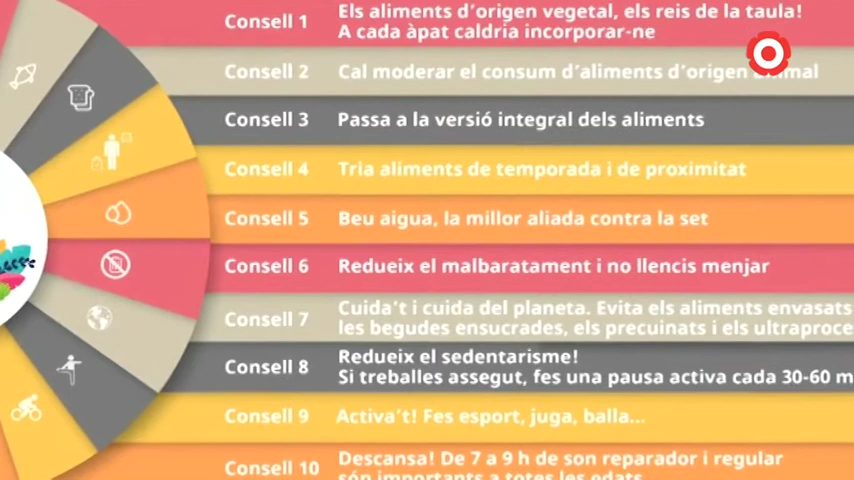 Consell 1 Els aliments d'origen vegetal, els reis de la taula!
A cada àpat caldria incorporar-ne
Consell 2 Cal moderar el consum d'aliments d'origen
Consell 3 Passa a la versió integral dels aliments
Consell 4 Tria aliments de temporada i de proximitat
Consell 5 Beu aigua, la millor aliada contra la set
Consell 6 Redueix el malbaratament i no llencis menjar
Consell 7 Cuida't i cuida del planeta. Evita els aliments envasats
les begudes ensucrades, els precuinats i els ultraproce
Consell 8 Redueix el sedentarisme!
Si treballes assegut, fes una pausa activa cada 30-60 m
Consell 9 Activa't! Fes esport, juga, balla...
Consell 10 Descansa! De 7 a 9 h de son reparador i regular
són importants a totes les edats